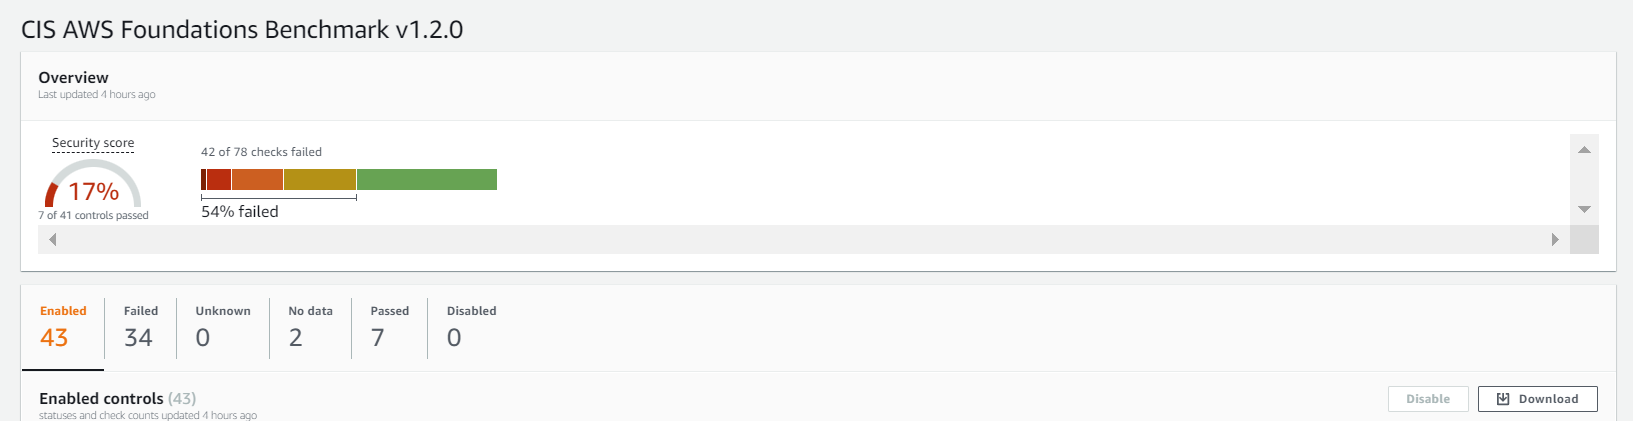 CIS AWS Foundations Benchmark v1.2.0
Overview
Last updated 4 hours ago
Security score
17%
7 of 41 controls passed
42 of 78 checks failed
54% failed
Enabled Failed Unknown No data Passed Disabled
43 34 0 2 7 0
Enabled controls (43)
statuses and check counts updated 4 hours ago
Disable Download